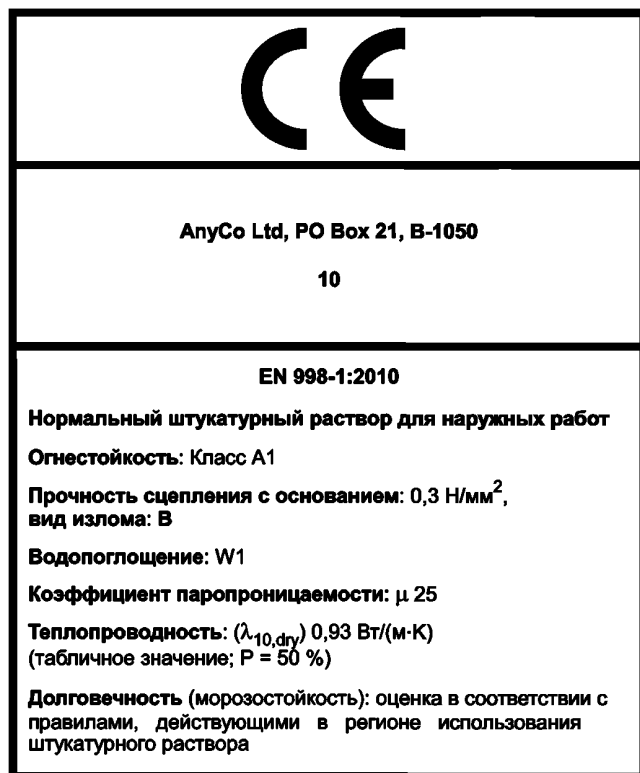 CE
AnyCo Ltd, PO Box 21, B-1050
10
EN 998-1:2010
Нормальный штукатурный раствор для наружных работ
Огнестойкость: Класс A1
Прочность сцепления с основанием: 0,3 Н/мм²,
вид излома: B
Водопоглощение: W1
Коэффициент паропроницаемости: μ 25
Теплопроводность: (λ10,dry) 0,93 Вт/(м·K)
(табличное значение; P = 50 %)
Долговечность (морозостойкость): оценка в соответствии с
правилами, действующими в регионе использования
штукатурного раствора